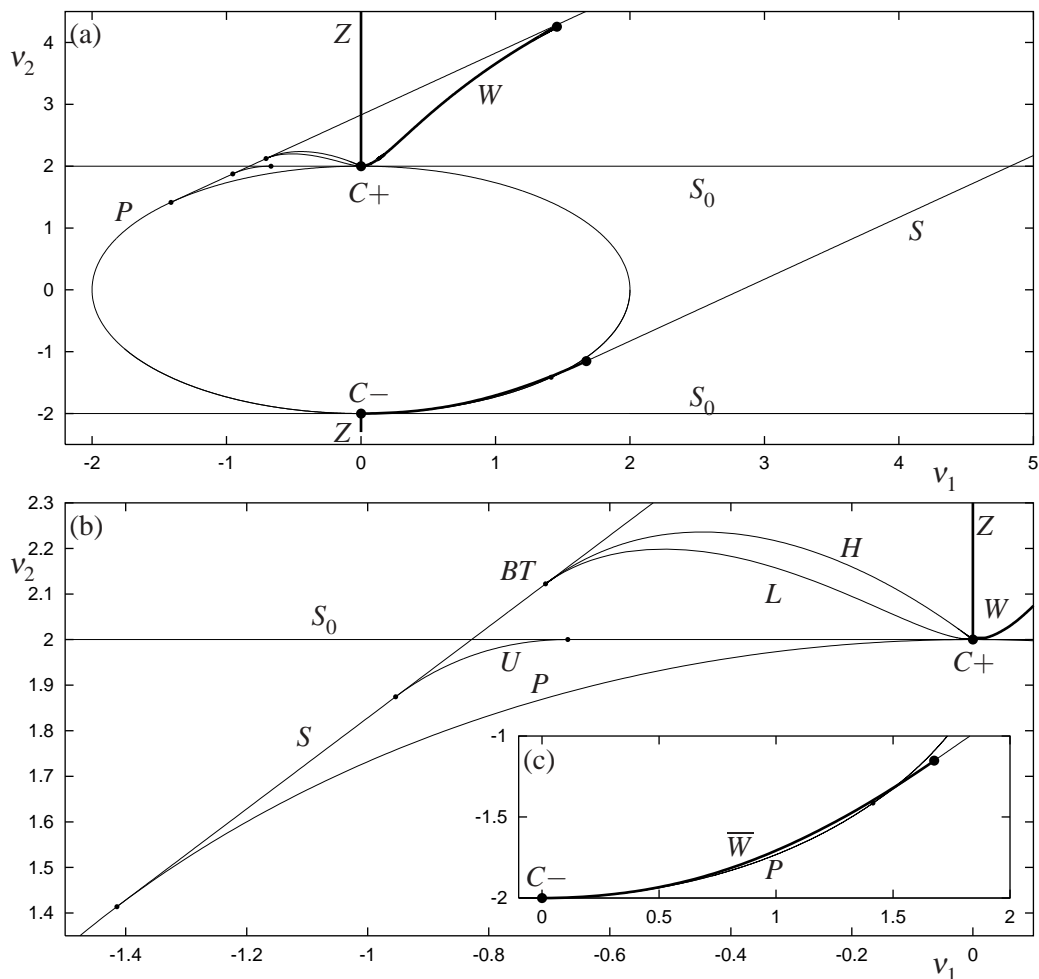 (a)
ν2
Z
W
4
3
2
1
0
-1
-2
C+
S0
P
S
C−
S0
Z
-2 -1 0 1 2 3 4 5
ν1
(b)
ν2
2.3
2.2
2.1
2
1.9
1.8
1.7
1.6
1.5
1.4
Z
H
BT
L
W
S0
C+
U
P
S
(c)
-1
-1.5
-2
W
C−
P
0 0.5 1 1.5 2
-1.4 -1.2 -1 -0.8 -0.6 -0.4 -0.2 0
ν1